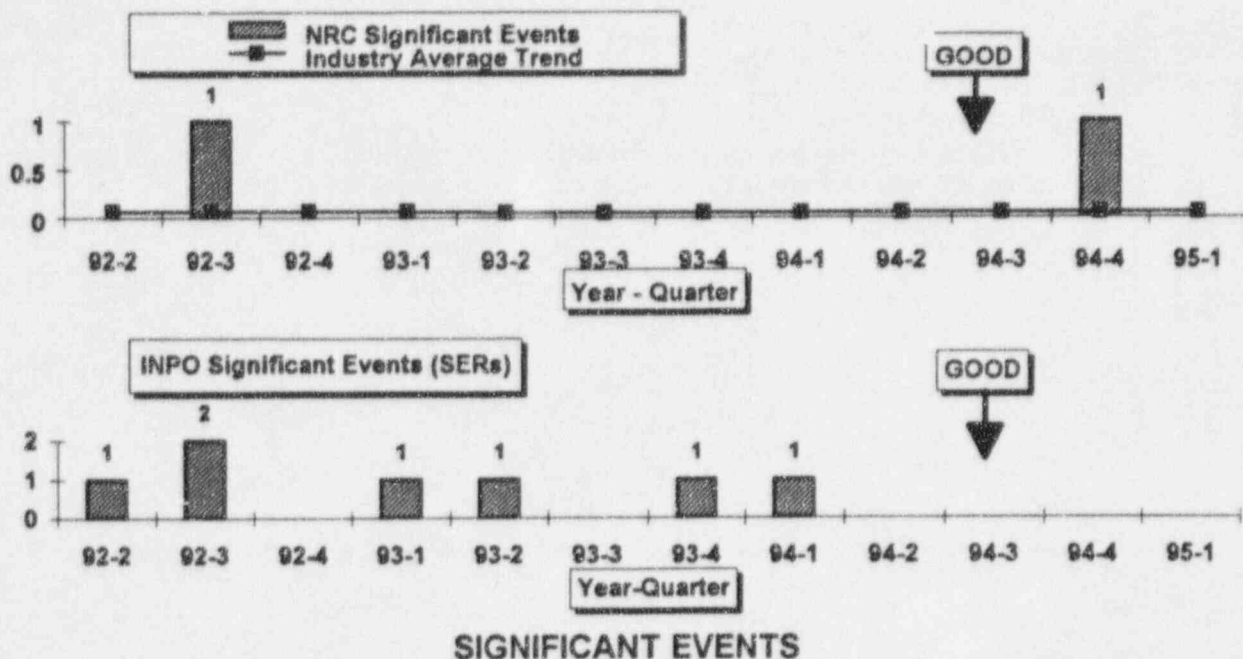 NRC Significant Events
Industry Average Trend
GOOD
1
1
1
0.5
0
92-2 92-3 92-4 93-1 93-2 93-3 93-4 94-1 94-2 94-3 94-4 95-1
Year - Quarter
INPO Significant Events (SERs)
GOOD
2
1 1 1 1 1
2
1
0
92-2 92-3 92-4 93-1 93-2 93-3 93-4 94-1 94-2 94-3 94-4 95-1
Year-Quarter
SIGNIFICANT EVENTS